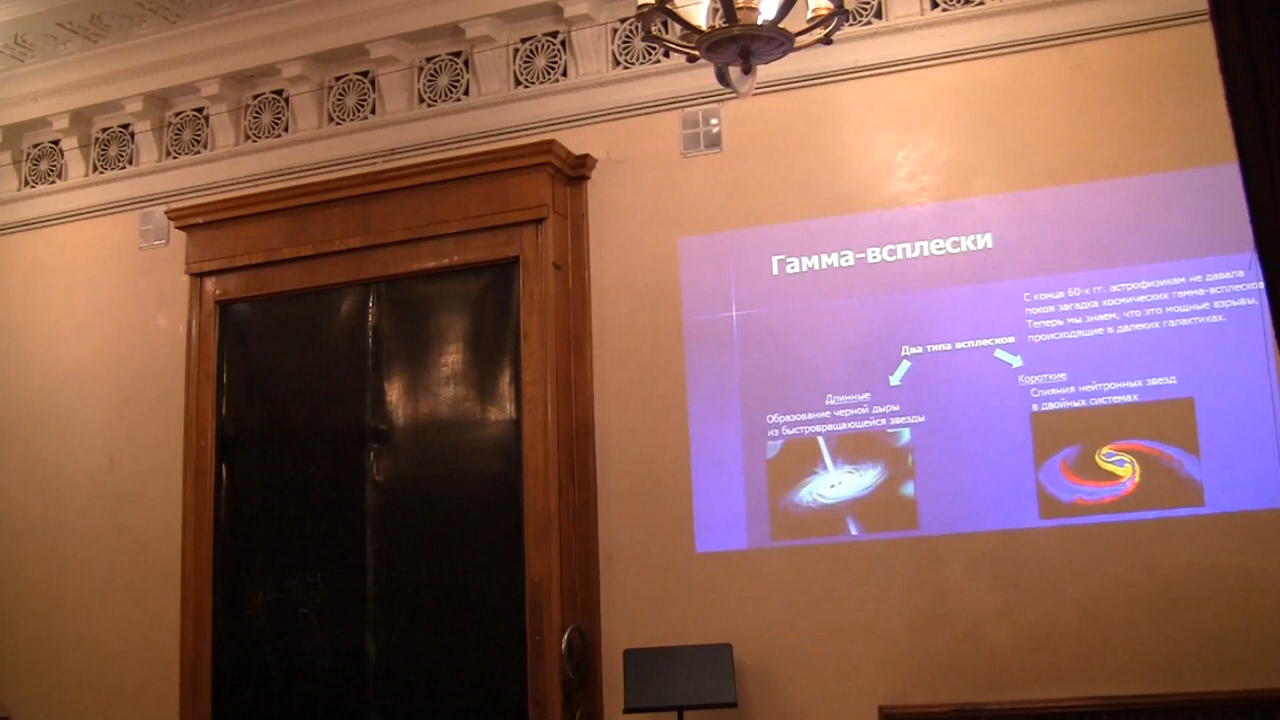 Гамма-всплески
С конца 60-х гг. астрофизикам не давала
покоя загадка космических гамма-всплесков
Теперь мы знаем, что это мощные взрывы,
происходящие в далеких галактиках.
Два типа всплесков
Длинные
Образование черной дыры
из быстровращающейся звезды
Короткие
Слияния нейтронных звезд
в двойных системах